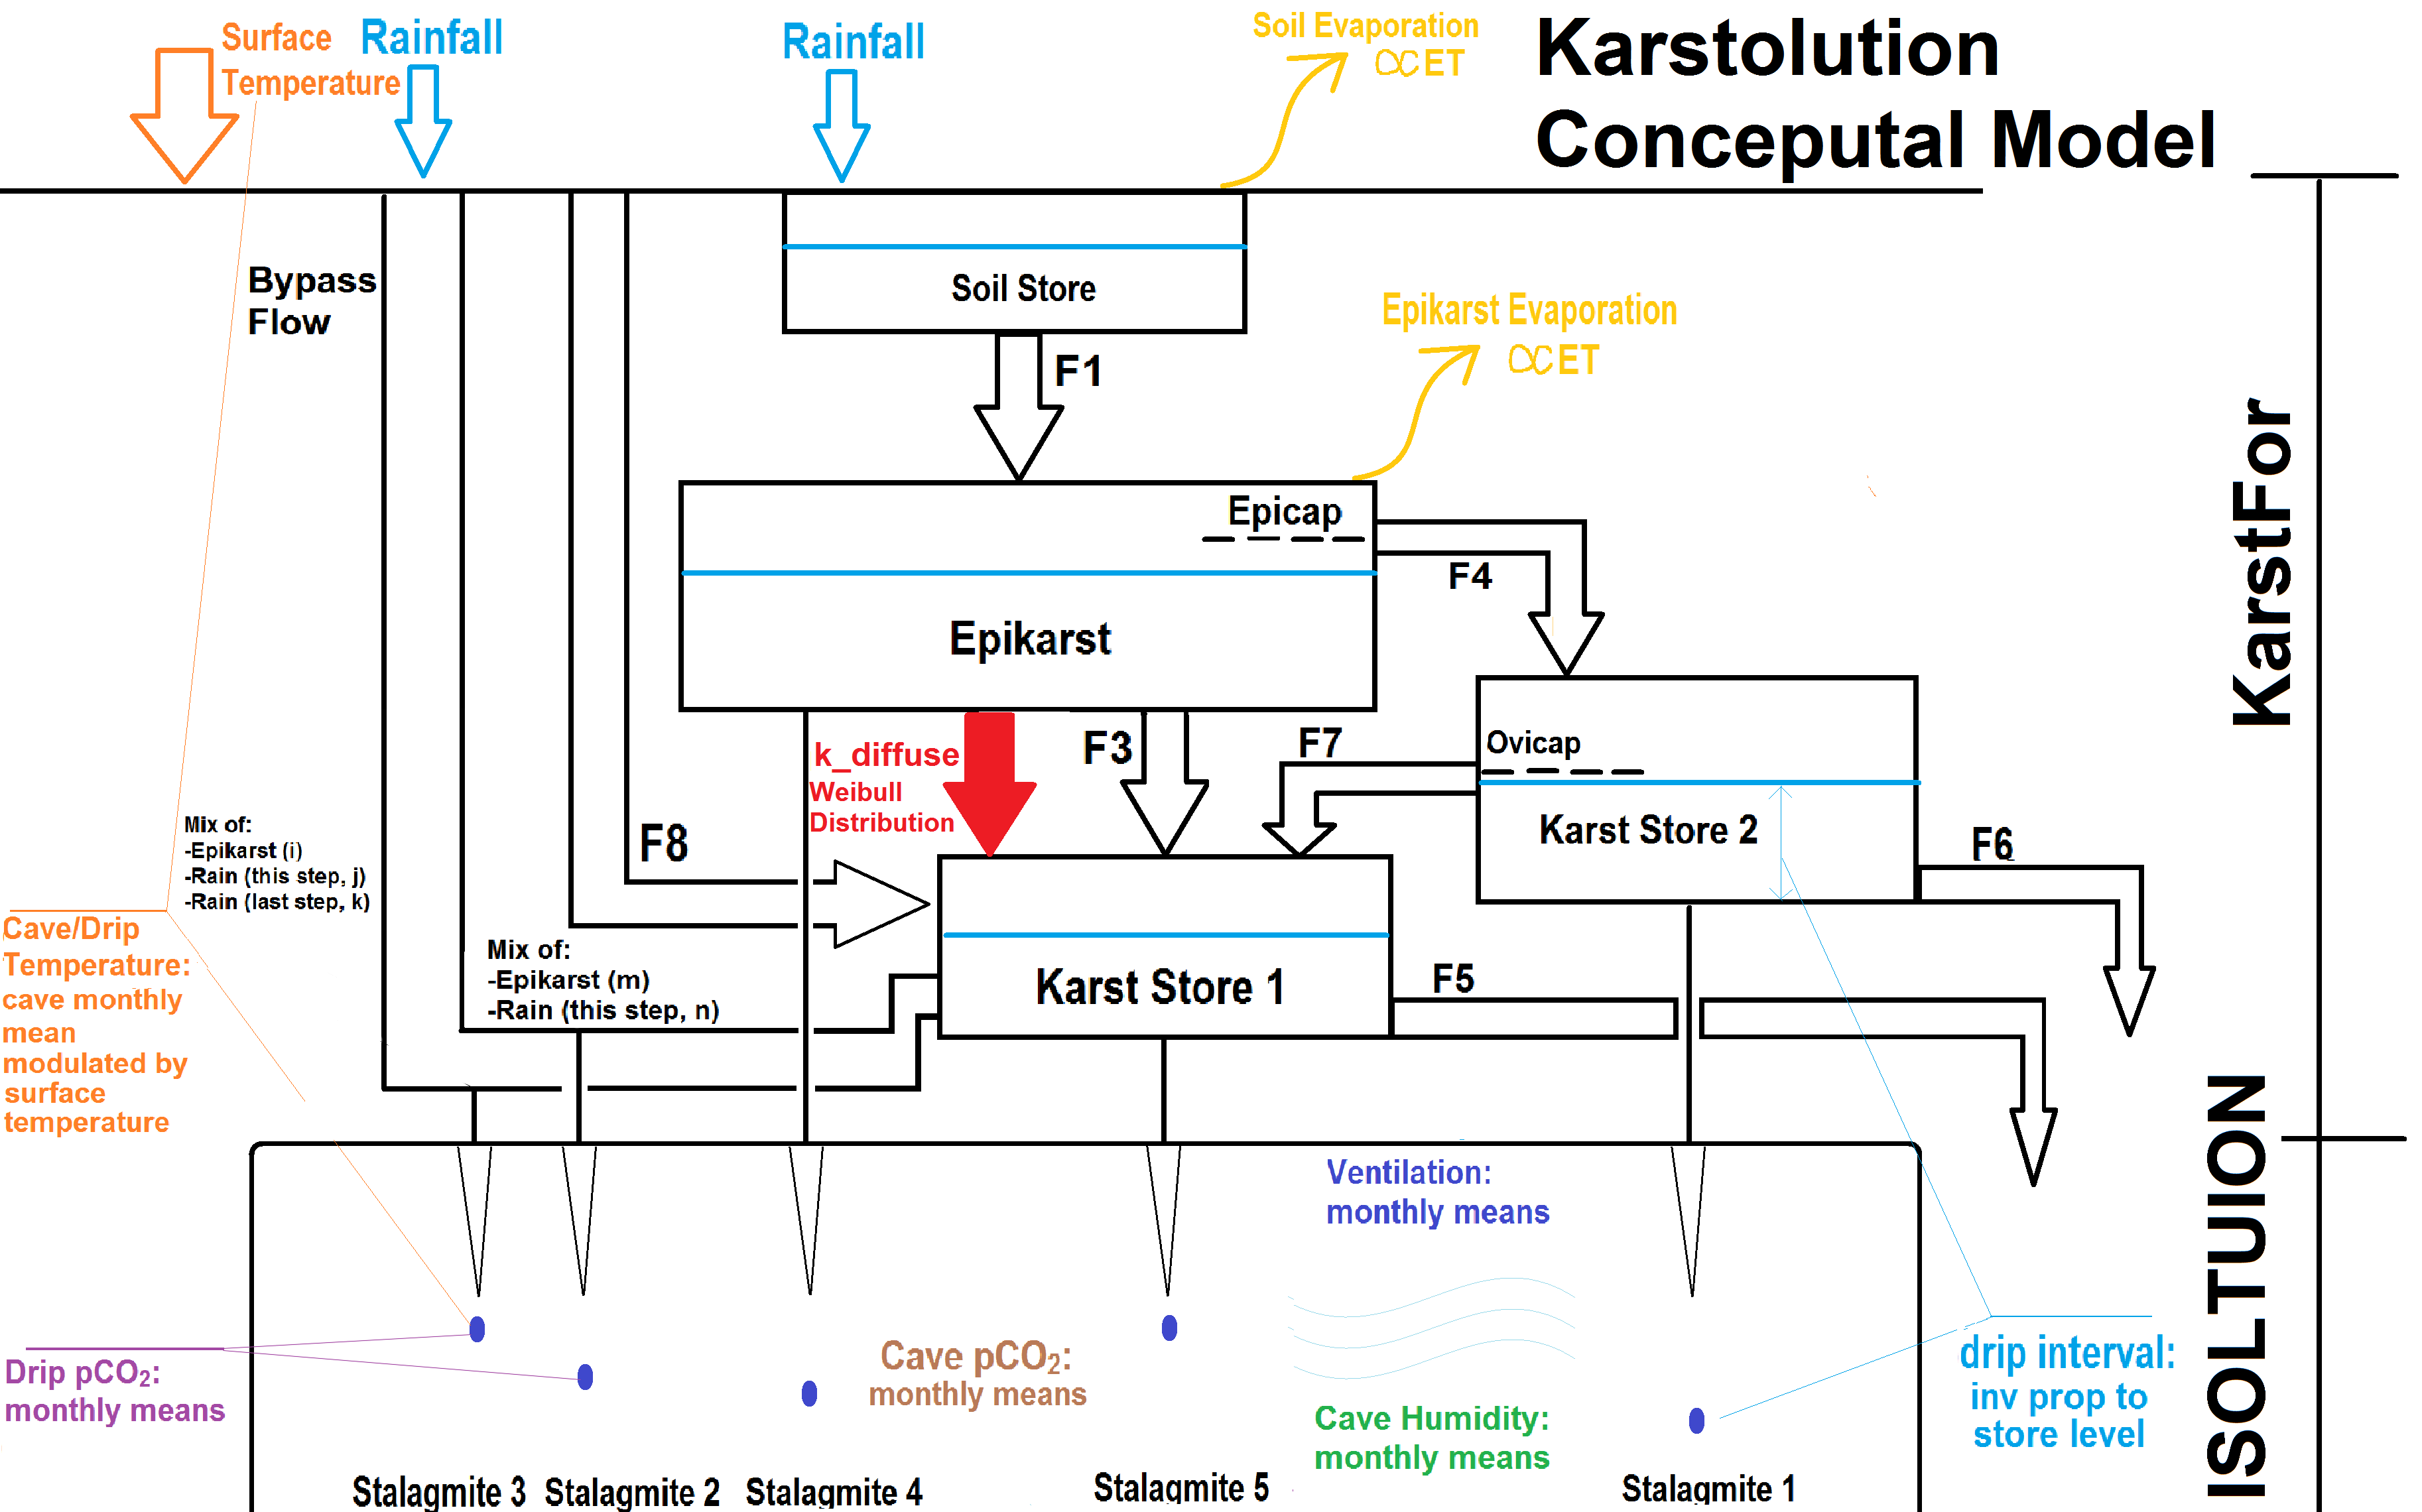 Surface
Temperature
Rainfall
Rainfall
Soil Evaporation
∝ ET
Karstolution
Conceputal Model
Bypass
Flow
Soil Store
F1
Epikarst Evaporation
∝ ET
Epicap
F4
Epikarst
KarstFor
k_diffuse
Weibull
Distribution
F3
F7
Ovicap
Karst Store 2
F8
F6
Mix of:
-Epikarst (i)
-Rain (this step, j)
-Rain (last step, k)
Cave/Drip
Temperature:
cave monthly
mean
modulated by
surface
temperature
Mix of:
-Epikarst (m)
-Rain (this step, n)
Karst Store 1
F5
ISOLTUION
Ventilation:
monthly means
Drip pCO₂:
monthly means
Cave pCO₂:
monthly means
Cave Humidity:
monthly means
drip interval:
inv prop to
store level
Stalagmite 3
Stalagmite 2
Stalagmite 4
Stalagmite 5
Stalagmite 1